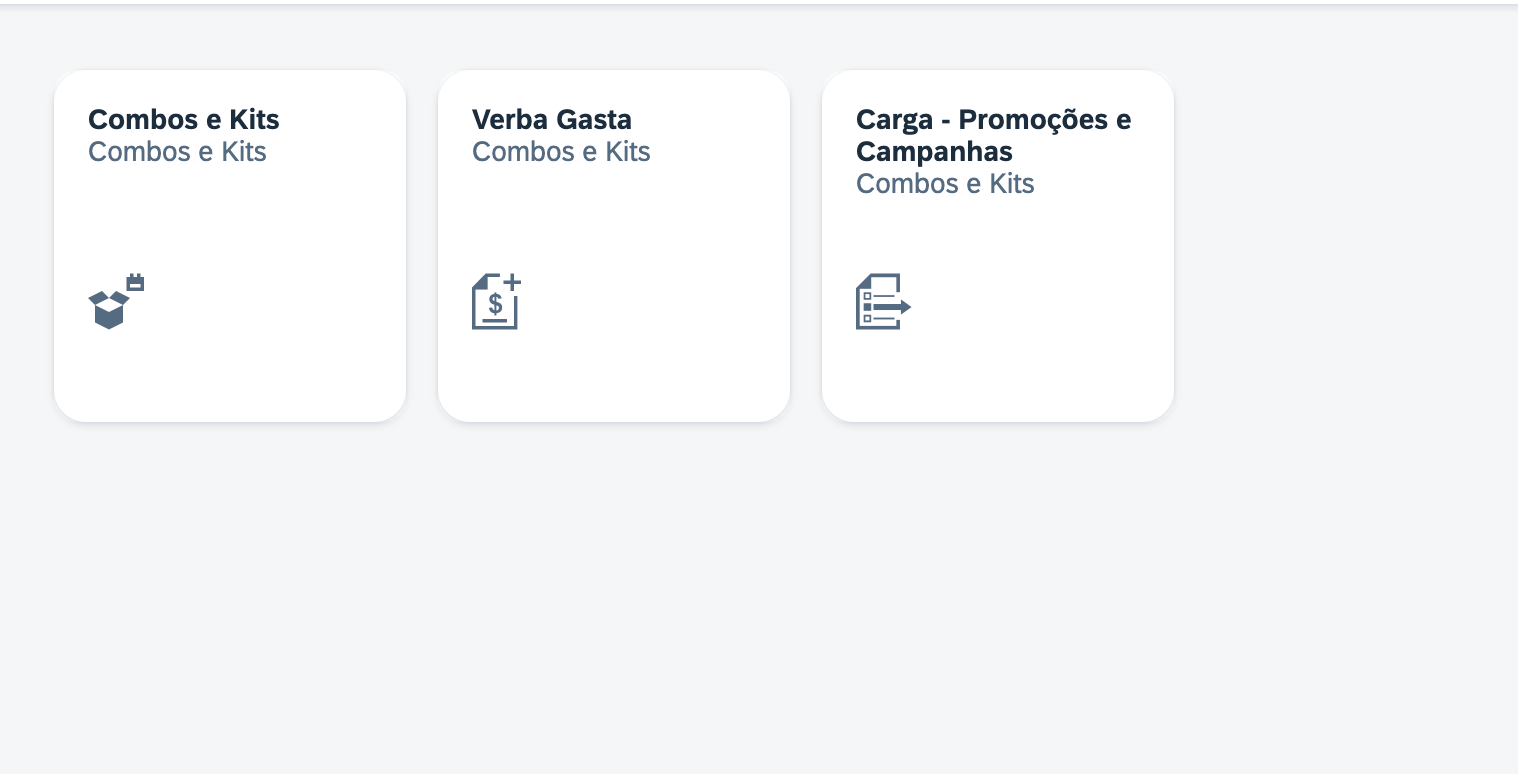 Combos e Kits
Combos e Kits
Verba Gasta
Combos e Kits
Carga - Promoções e
Campanhas
Combos e Kits
$